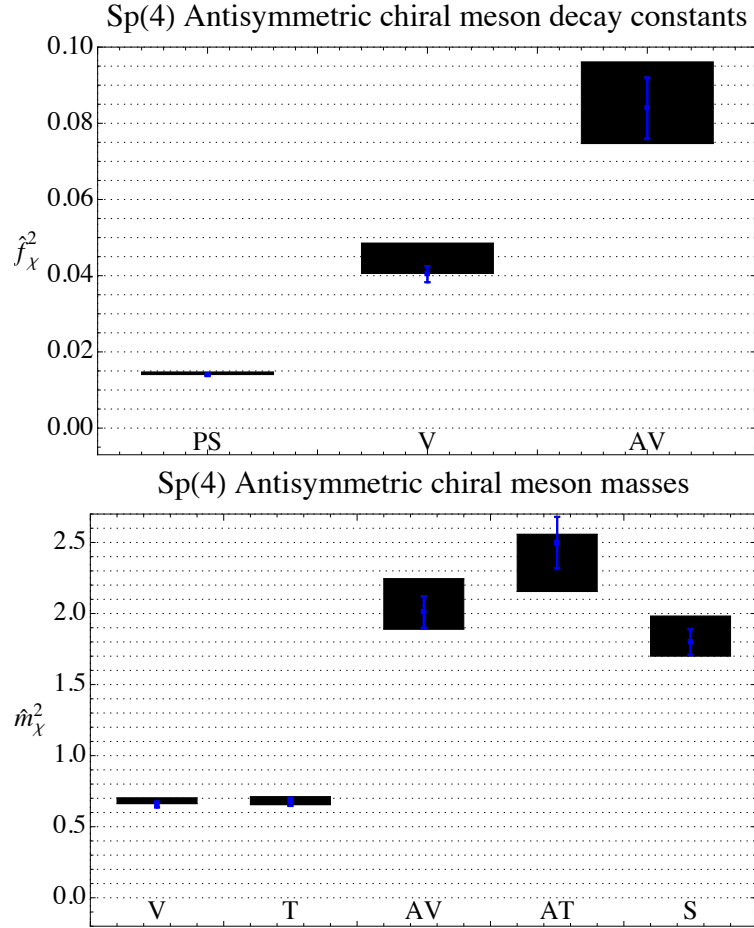 Sp(4) Antisymmetric chiral meson decay constants
0.10
0.08
0.06
0.04
0.02
0.00
f̂χ²
PS V AV
Sp(4) Antisymmetric chiral meson masses
2.5
2.0
1.5
1.0
0.5
0.0
m̂χ²
V T AV AT S